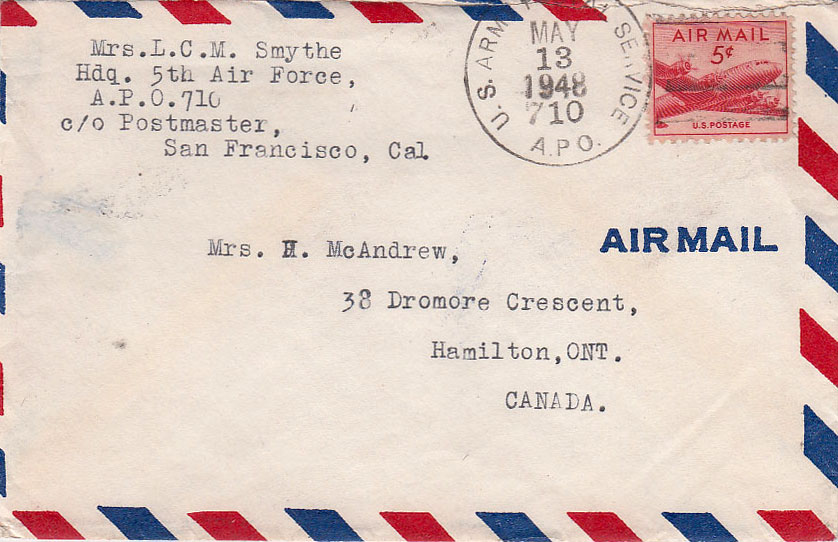 Mrs.L.C.M. Smythe
Hdq. 5th Air Force,
A.P.O.710
c/o Postmaster,
San Francisco, Cal.
U.S. ARMY SERVICE
MAY
13
1948
710
A.P.O.
AIR MAIL
5¢
U.S. POSTAGE
AIR MAIL
Mrs. H. McAndrew,
38 Dromore Crescent,
Hamilton,ONT.
CANADA.